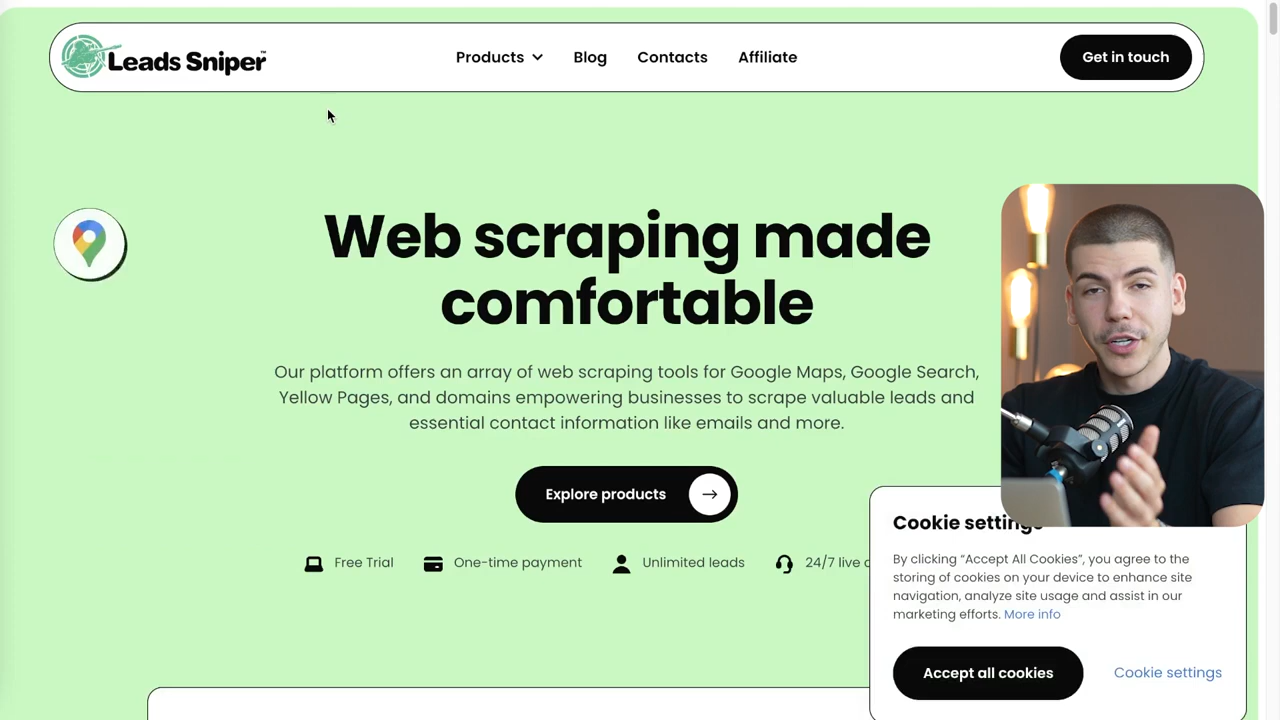 Leads Sniper™
Products
Blog
Contacts
Affiliate
Get in touch
Web scraping made
comfortable
Our platform offers an array of web scraping tools for Google Maps, Google Search,
Yellow Pages, and domains empowering businesses to scrape valuable leads and
essential contact information like emails and more.
Explore products
Free Trial
One-time payment
Unlimited leads
24/7 live
Cookie settings
By clicking “Accept All Cookies”, you agree to the
storing of cookies on your device to enhance site
navigation, analyze site usage and assist in our
marketing efforts. More info
Accept all cookies
Cookie settings